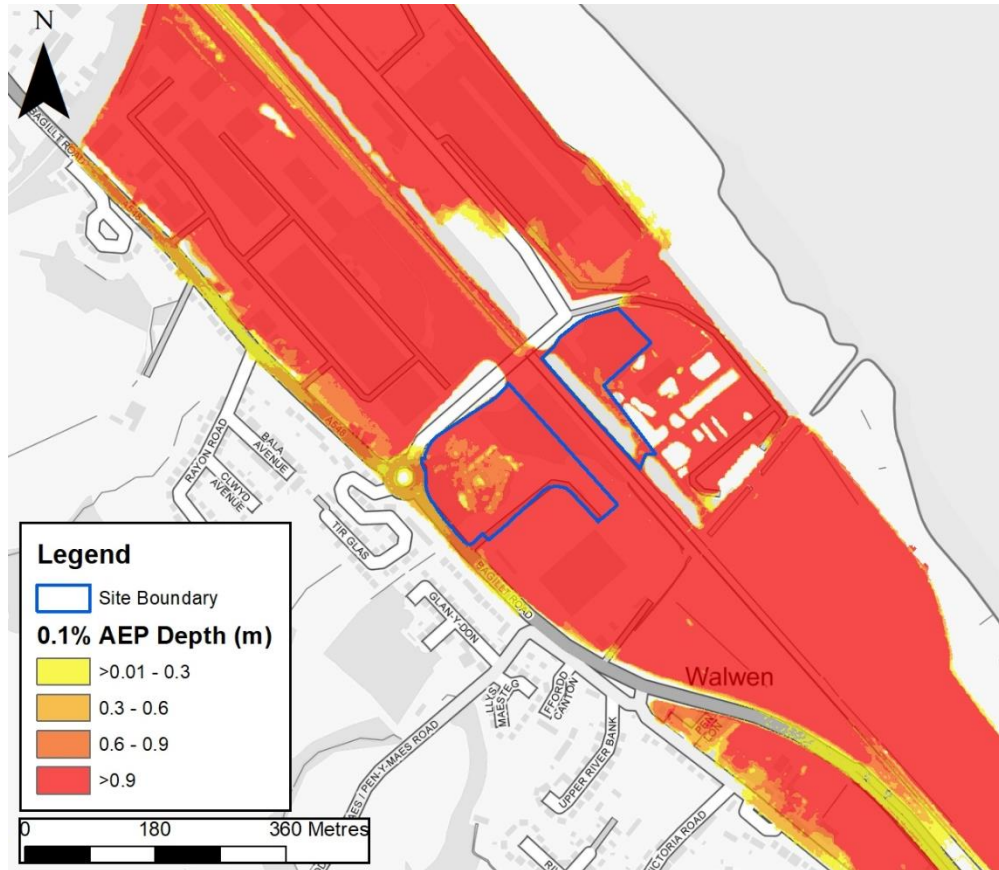 N
BAGILLT ROAD
A548
RAYON ROAD
BALA
AVENUE
CLWYD
AVENUE
TIR GLAS
A548
BAGILLT ROAD
GLAN-Y-DON
LLYS
MAESTEG
FFORDD
CANTON
UPPER RIVER BANK
PEN-Y-MAES ROAD
VICTORIA ROAD
Walwen
Legend
Site Boundary
0.1% AEP Depth (m)
>0.01 - 0.3
0.3 - 0.6
0.6 - 0.9
>0.9
0 180 360 Metres